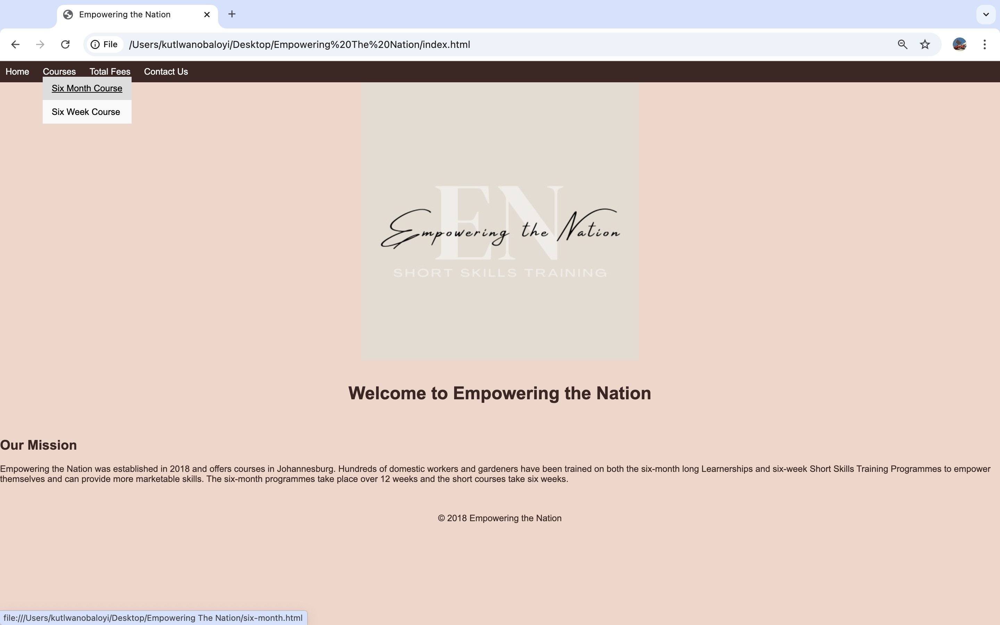 Empowering the Nation
File /Users/kutlwanobaloyi/Desktop/Empowering%20The%20Nation/index.html
Home Courses Total Fees Contact Us
Six Month Course
Six Week Course
EN
Empowering the Nation
SHORT SKILLS TRAINING
Welcome to Empowering the Nation
Our Mission
Empowering the Nation was established in 2018 and offers courses in Johannesburg. Hundreds of domestic workers and gardeners have been trained on both the six-month long Learnerships and six-week Short Skills Training Programmes to empower
themselves and can provide more marketable skills. The six-month programmes take place over 12 weeks and the short courses take six weeks.
© 2018 Empowering the Nation
file:///Users/kutlwanobaloyi/Desktop/Empowering The Nation/six-month.html